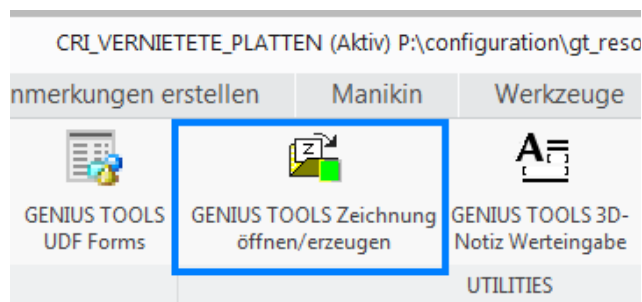 CRI_VERNIETETE_PLATTEN (Aktiv) P:\configuration\gt_reso
nmerkungen erstellen Manikin Werkzeuge
Z A
GENIUS TOOLS GENIUS TOOLS Zeichnung GENIUS TOOLS 3D-
UDF Forms öffnen/erzeugen Notiz Werteingabe
UTILITIES